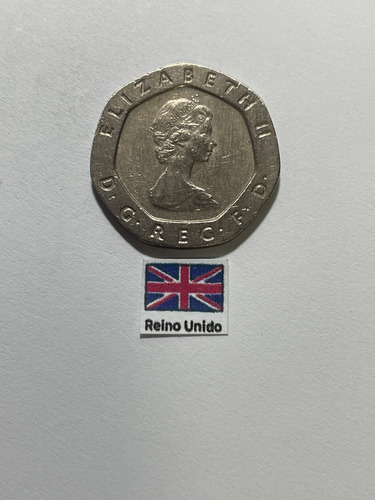 ELIZABETH II
D·G·REG·F·D·
Reino Unido